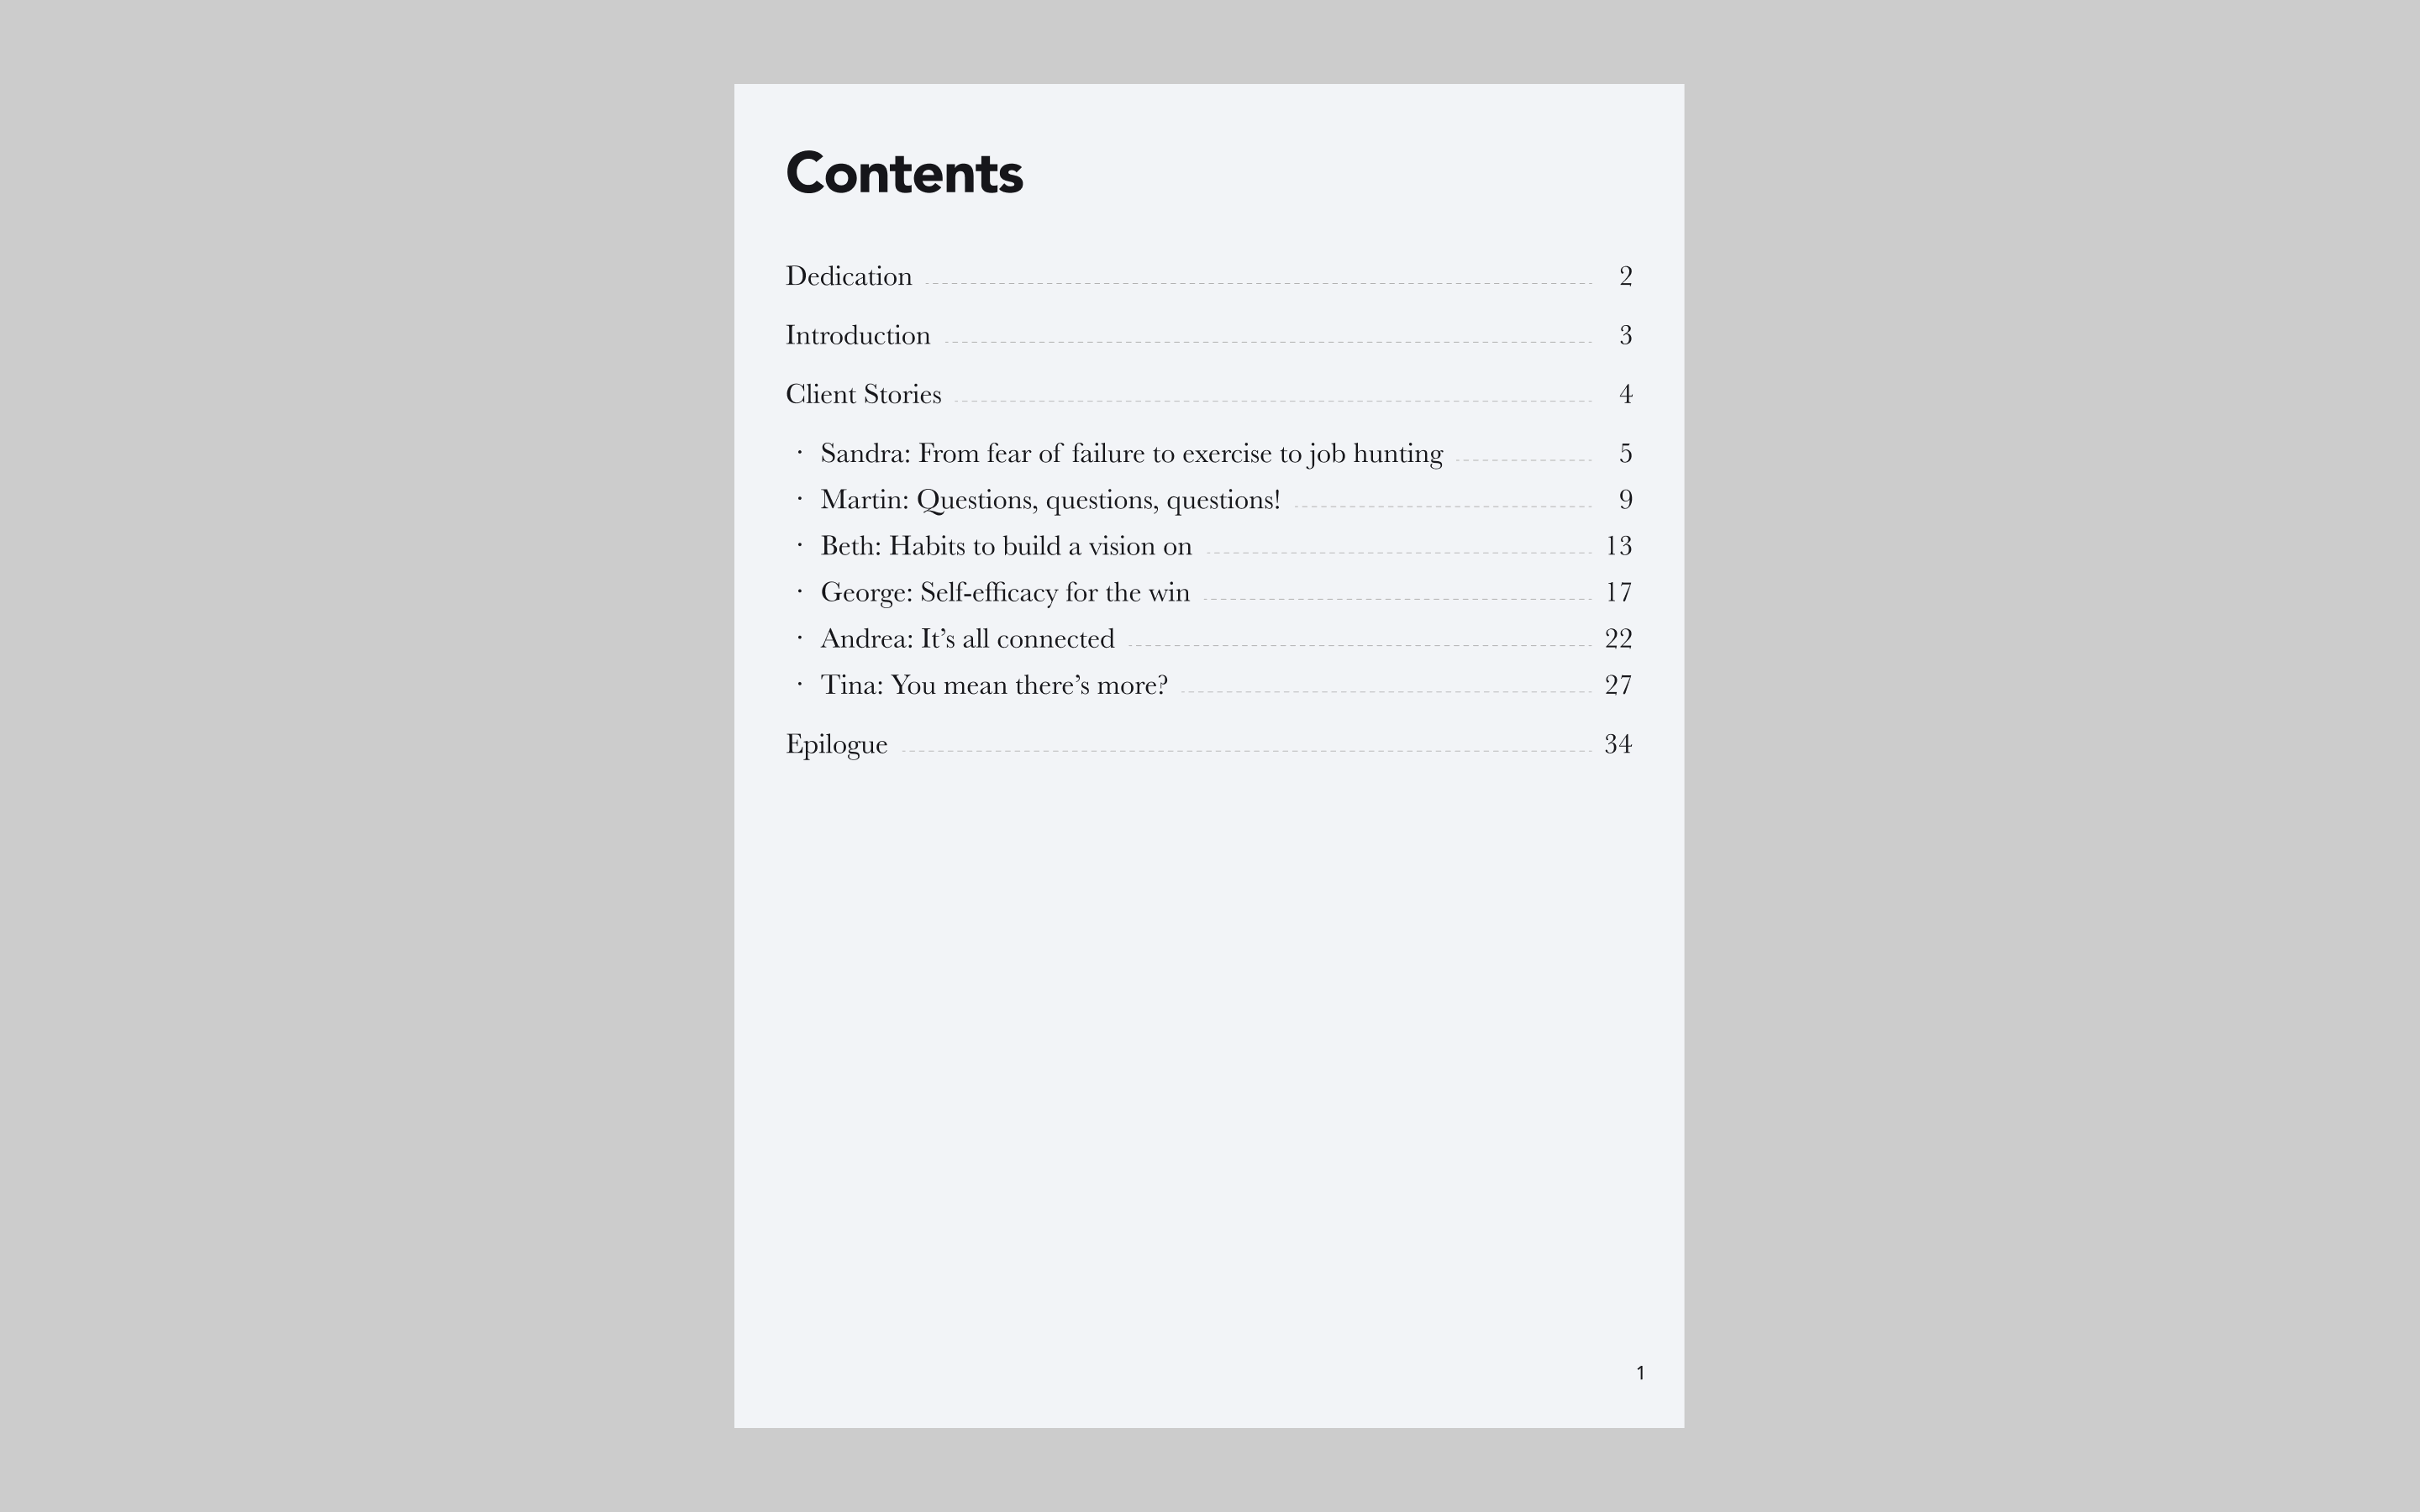 Contents
Dedication 2
Introduction 3
Client Stories 4
· Sandra: From fear of failure to exercise to job hunting 5
· Martin: Questions, questions, questions! 9
· Beth: Habits to build a vision on 13
· George: Self-efficacy for the win 17
· Andrea: It’s all connected 22
· Tina: You mean there’s more? 27
Epilogue 34
1